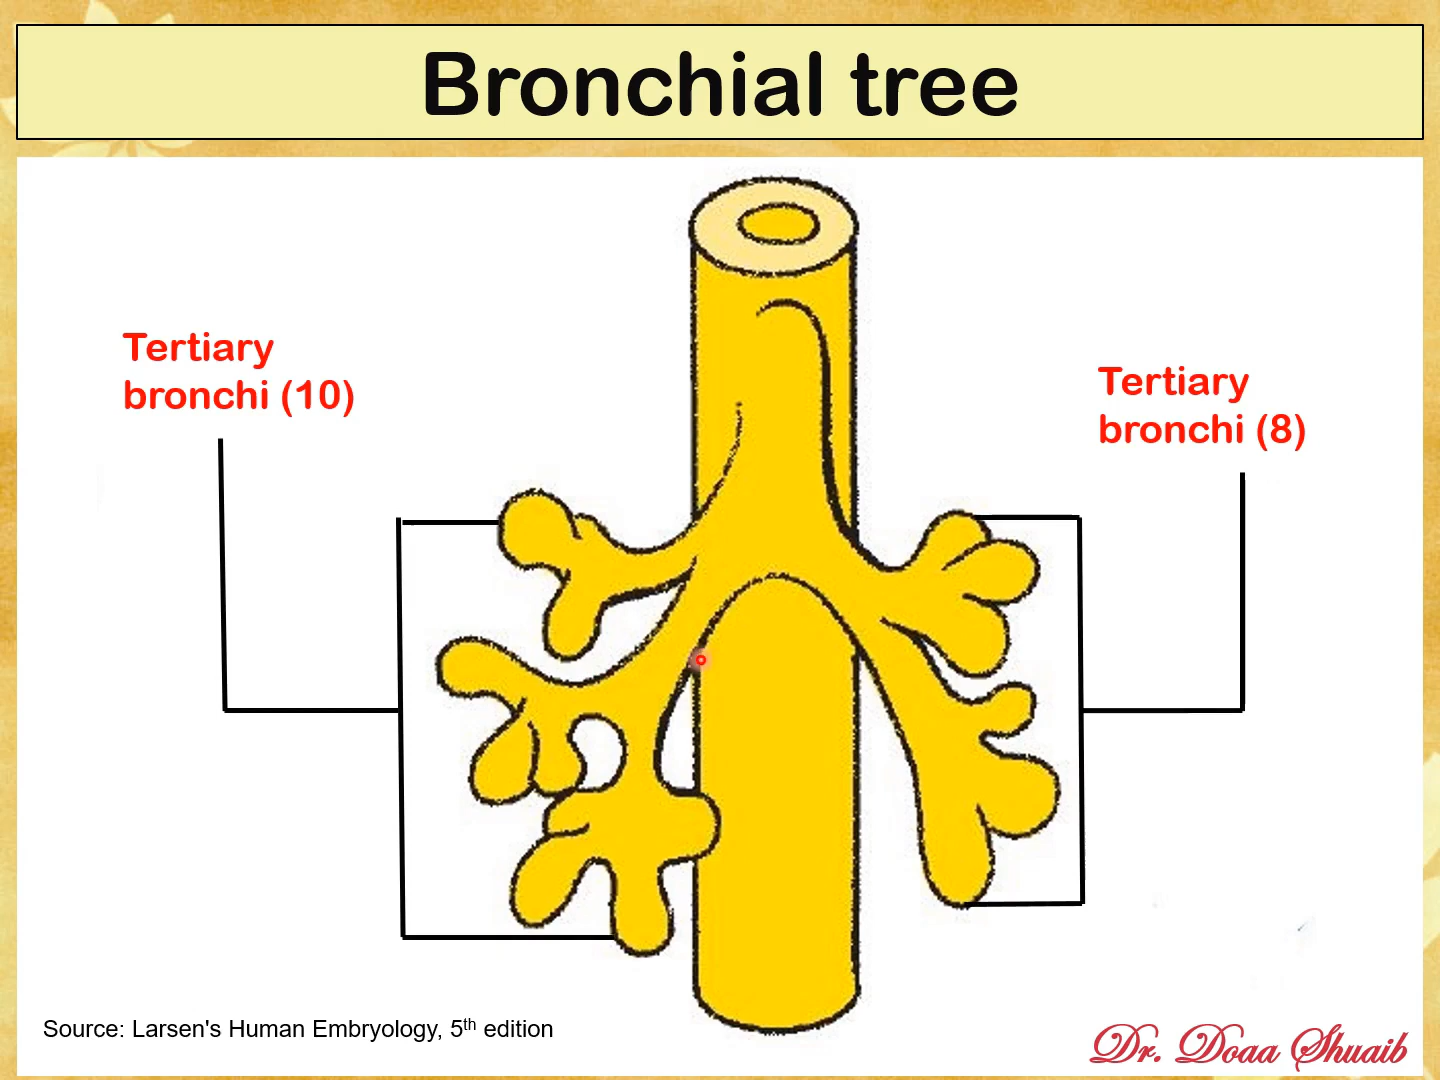 Bronchial tree
Tertiary
bronchi (10)
Tertiary
bronchi (8)
Source: Larsen's Human Embryology, 5th edition
Dr. Doaa Shuaib